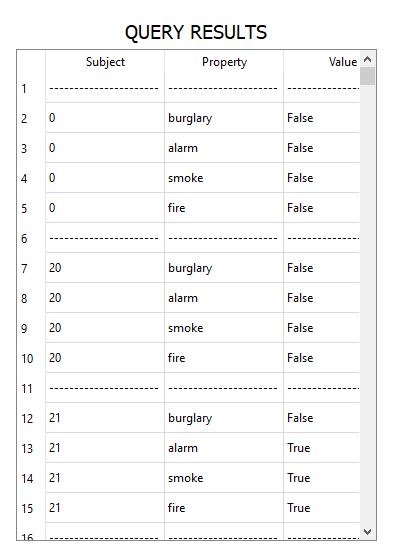 QUERY RESULTS
Subject Property Value
1 ---------------------- ---------------------- --------------
2 0 burglary False
3 0 alarm False
4 0 smoke False
5 0 fire False
6 ---------------------- ---------------------- --------------
7 20 burglary False
8 20 alarm False
9 20 smoke False
10 20 fire False
11 ---------------------- ---------------------- --------------
12 21 burglary False
13 21 alarm True
14 21 smoke True
15 21 fire True
16 ---------------------- ---------------------- --------------